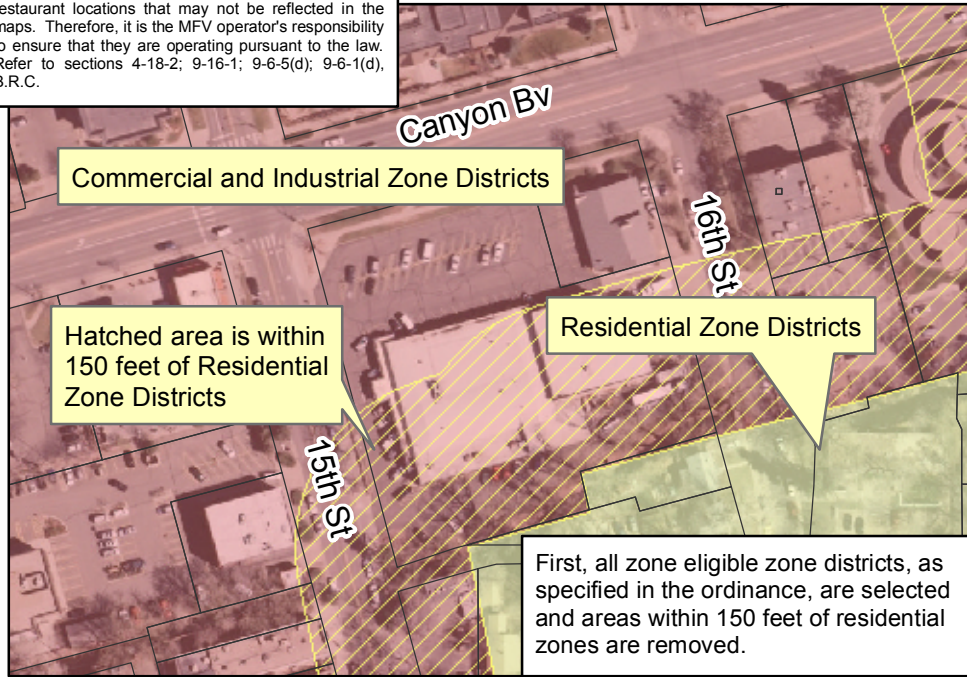 restaurant locations that may not be reflected in the
maps. Therefore, it is the MFV operator's responsibility
to ensure that they are operating pursuant to the law.
Refer to sections 4-18-2; 9-16-1; 9-6-5(d); 9-6-1(d),
B.R.C.
Canyon Bv
Commercial and Industrial Zone Districts
16th St
Hatched area is within
150 feet of Residential
Zone Districts
Residential Zone Districts
15th St
First, all zone eligible zone districts, as
specified in the ordinance, are selected
and areas within 150 feet of residential
zones are removed.